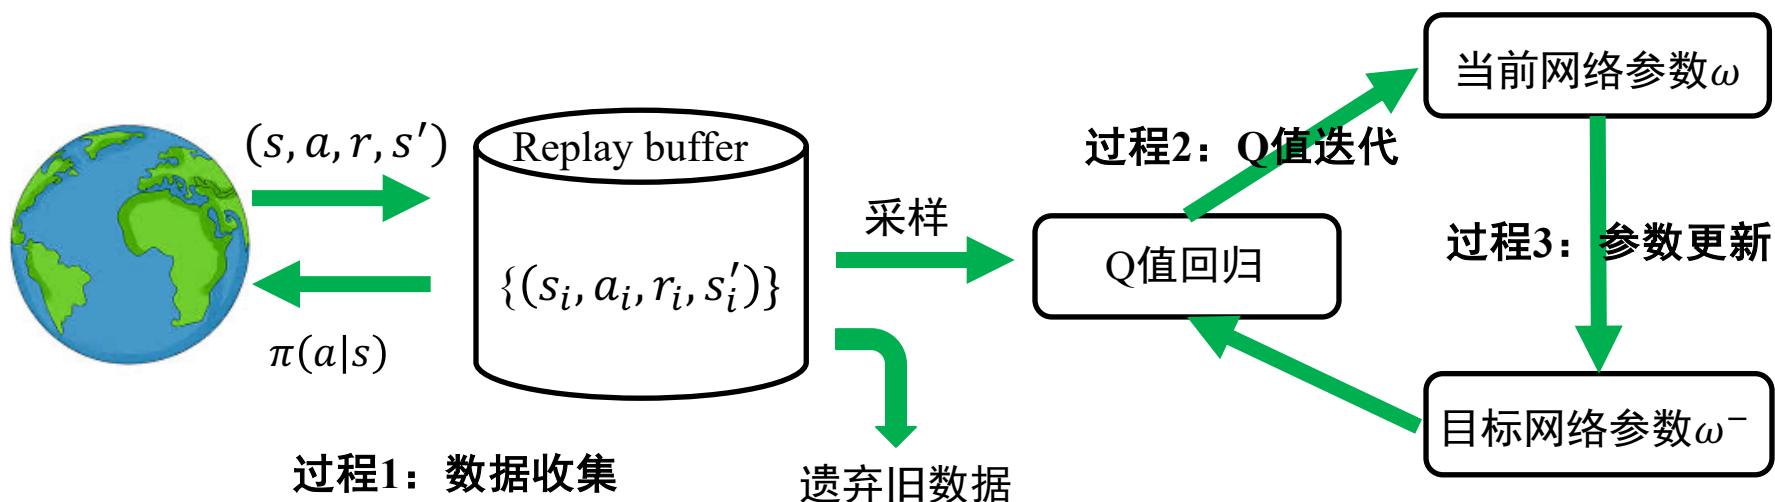 (s, a, r, s′)
π(a|s)
过程1：数据收集
Replay buffer
{(sᵢ, aᵢ, rᵢ, sᵢ′)}
采样
遗弃旧数据
Q值回归
过程2：Q值迭代
当前网络参数ω
过程3：参数更新
目标网络参数ω⁻